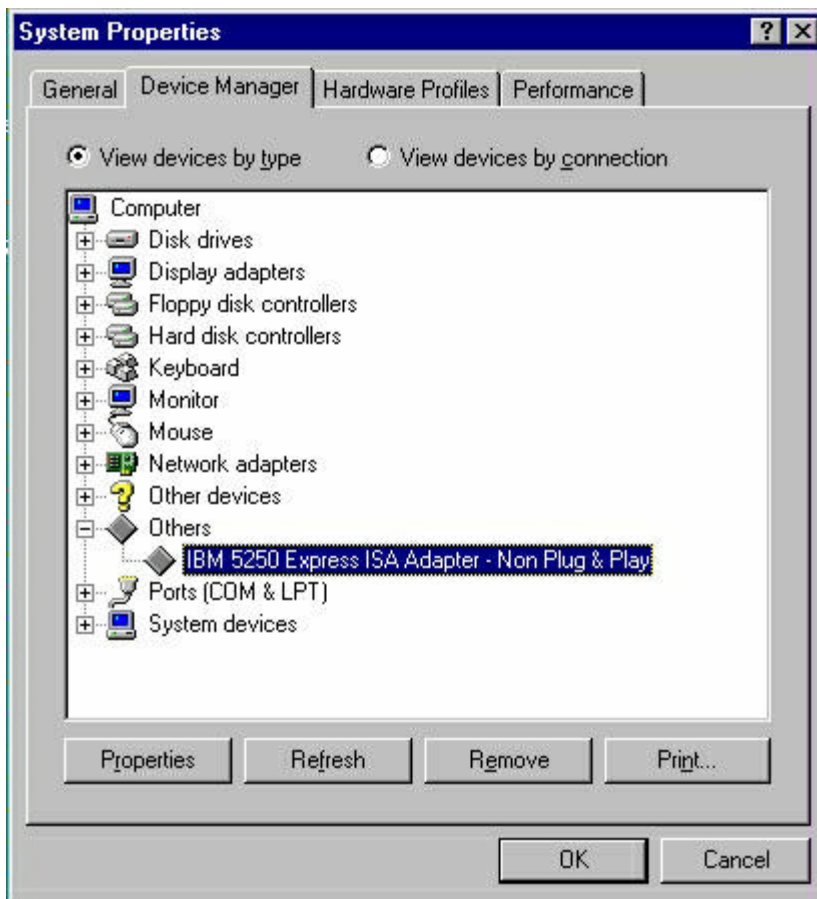 System Properties
General Device Manager Hardware Profiles Performance
View devices by type View devices by connection
Computer
Disk drives
Display adapters
Floppy disk controllers
Hard disk controllers
Keyboard
Monitor
Mouse
Network adapters
Other devices
Others
IBM 5250 Express ISA Adapter - Non Plug & Play
Ports (COM & LPT)
System devices
Properties Refresh Remove Print...
OK Cancel